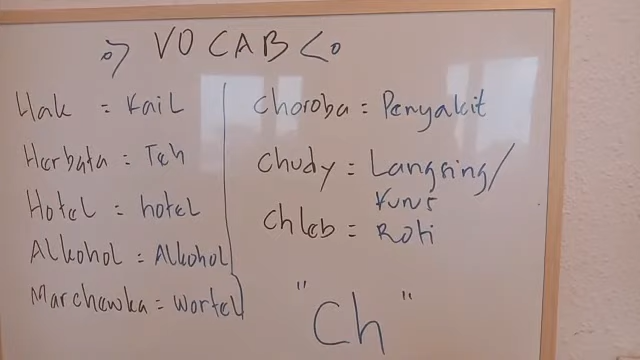 VOCAB
Hak = Kail
Herbata = Teh
Hotel = hotel
Alkohol = Alkohol
Marchewka = Wortel
Choroba = Penyakit
Chudy = Langsing/
Kurus
Chleb = Roti
"Ch"